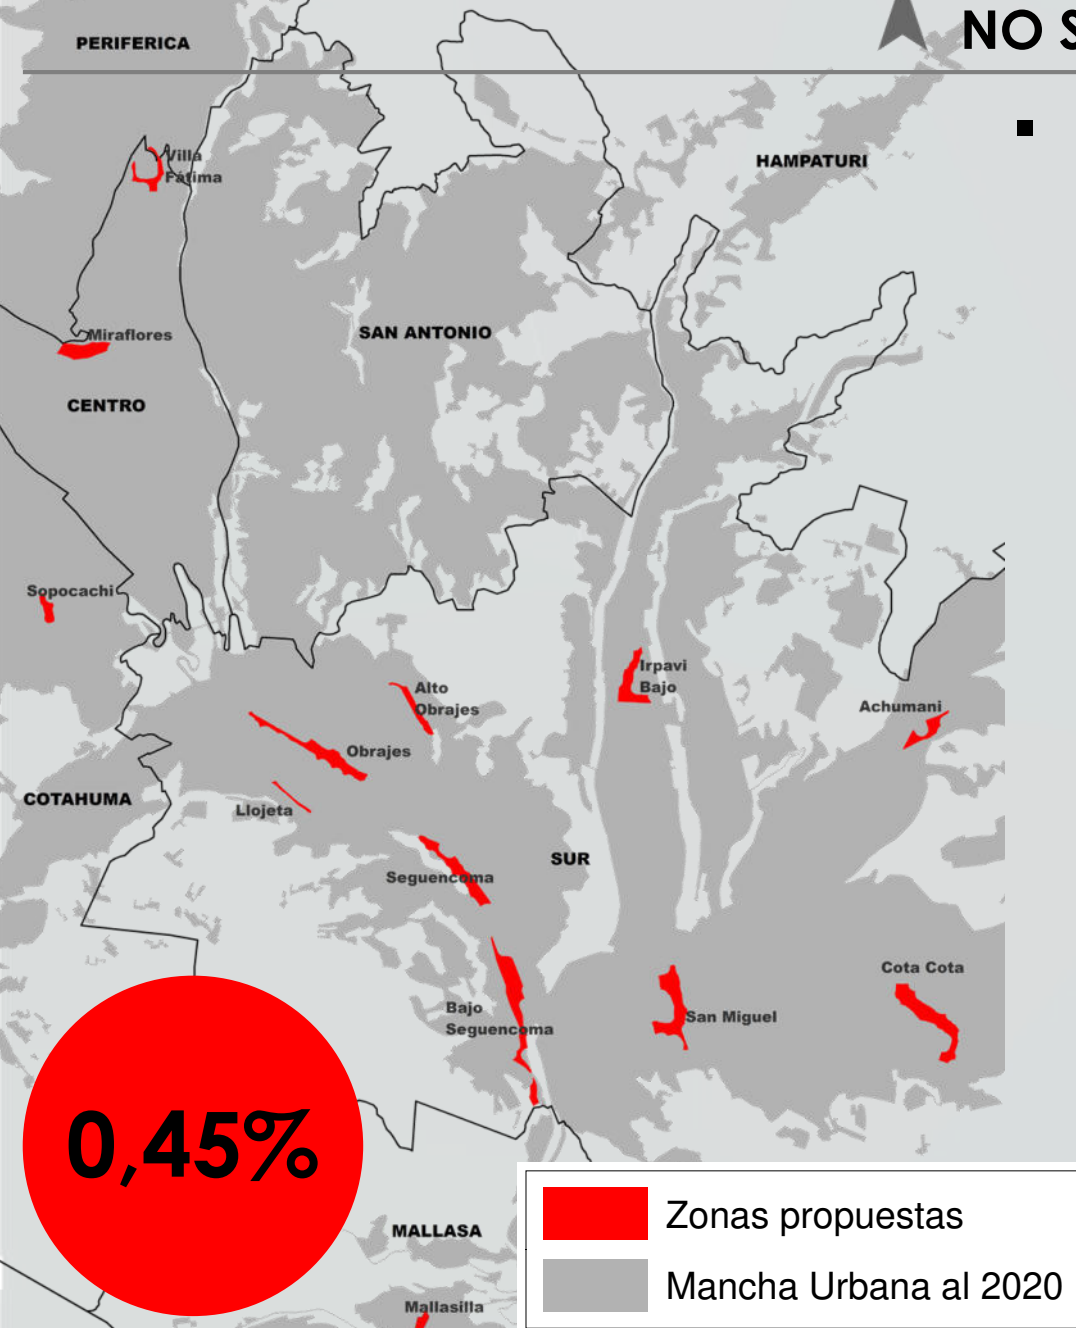 NO S
PERIFERICA
HAMPATURI
Villa
Fátima
SAN ANTONIO
Miraflores
CENTRO
Sopocachi
Irpavi
Bajo
Alto
Obrajes
Achumani
Obrajes
COTAHUMA
Llojeta
SUR
Seguencoma
Cota Cota
Bajo
Seguencoma
San Miguel
0,45%
MALLASA
Mallasilla
Zonas propuestas
Mancha Urbana al 2020